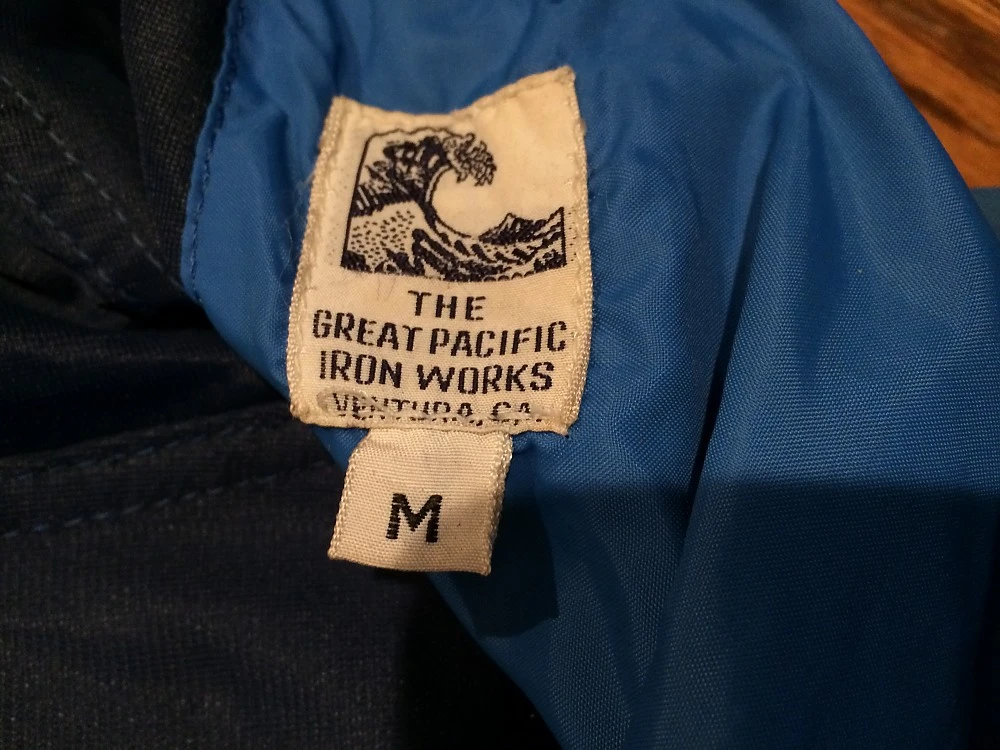 THE
GREAT PACIFIC
IRON WORKS
VENTURA, CA.
M